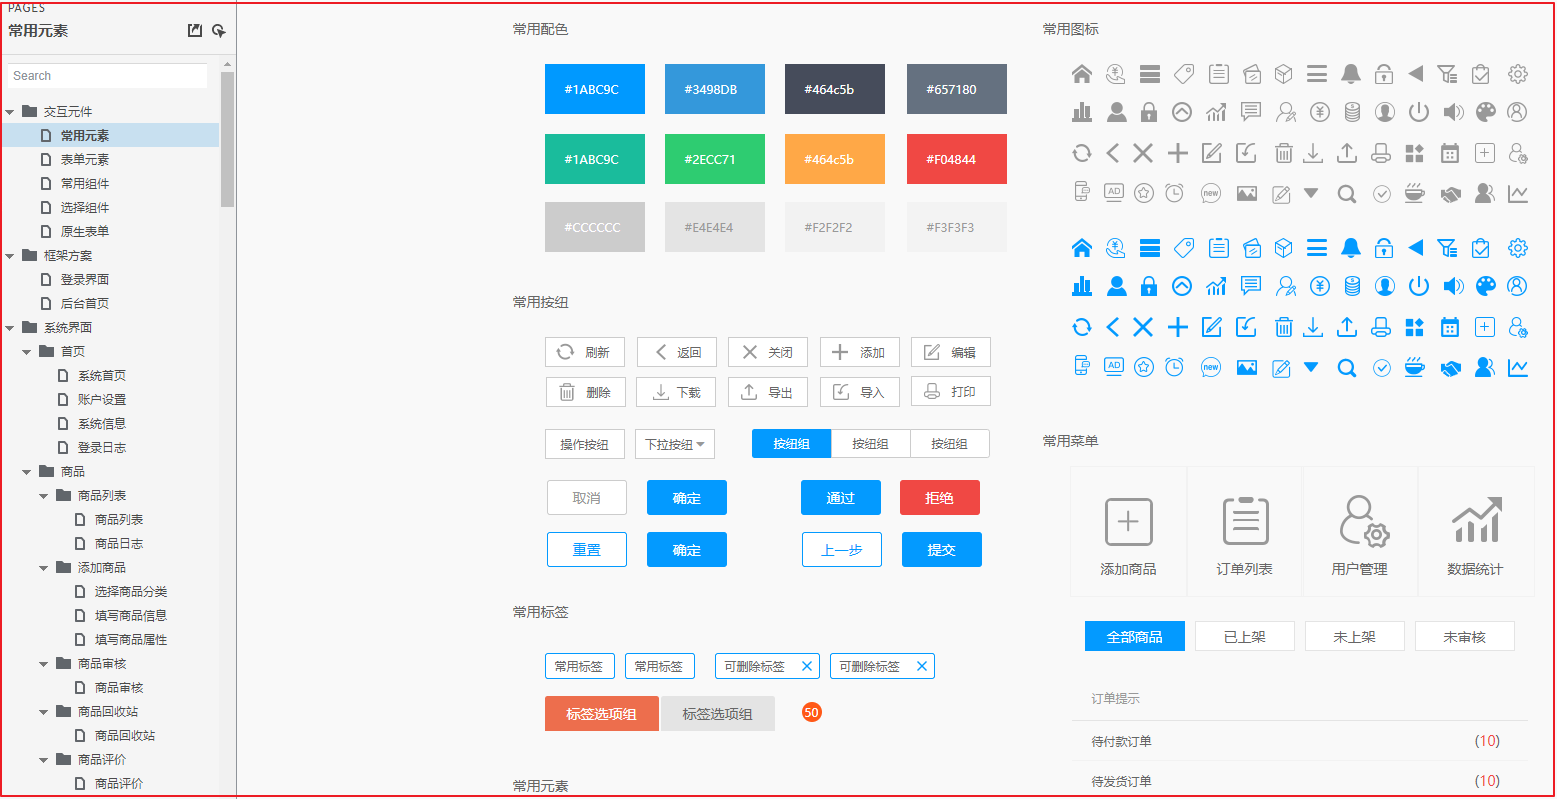 PAGES
常用元素
Search
交互元件
常用元素
表单元素
常用组件
选择组件
原生表单
框架方案
登录界面
后台首页
系统界面
首页
系统首页
账户设置
系统信息
登录日志
商品
商品列表
商品列表
商品日志
添加商品
选择商品分类
填写商品信息
填写商品属性
商品审核
商品审核
商品回收站
商品回收站
商品评价
商品评价
常用配色
#1ABC9C #3498DB #464c5b #657180
#1ABC9C #2ECC71 #464c5b #F04844
#CCCCCC #E4E4E4 #F2F2F2 #F3F3F3
常用按纽
刷新 返回 关闭 添加 编辑
删除 下载 导出 导入 打印
操作按纽 下拉按纽 按纽组 按纽组 按纽组
取消 确定 通过 拒绝
重置 确定 上一步 提交
常用标签
常用标签 常用标签 可删除标签 可删除标签
标签选项组 标签选项组 50
常用元素
常用图标
AD new
AD new
常用菜单
添加商品 订单列表 用户管理 数据统计
全部商品 已上架 未上架 未审核
订单提示
待付款订单 (10)
待发货订单 (10)